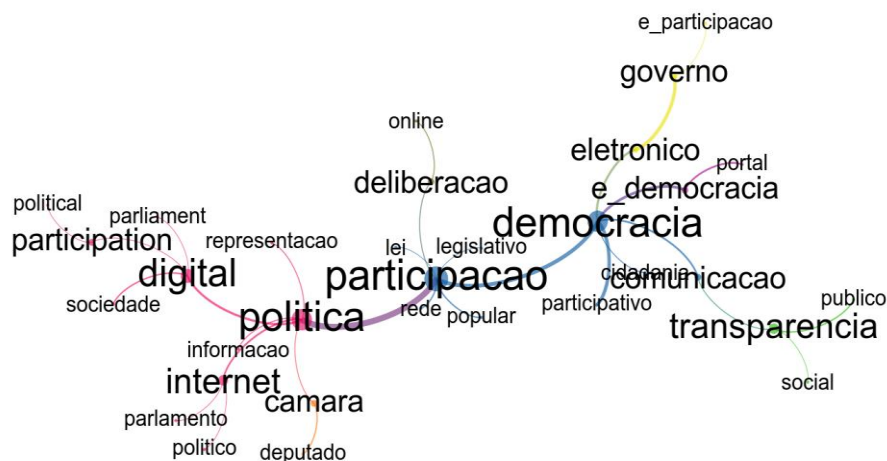 e_participacao
governo
online
eletronico
portal
deliberacao
e_democracia
political
parliament
democracia
participation
representacao
lei
legislativo
digital
participacao
cidadania
comunicacao
sociedade
rede
participativo
publico
politica
popular
transparencia
informacao
internet
social
camara
parlamento
politico
deputado